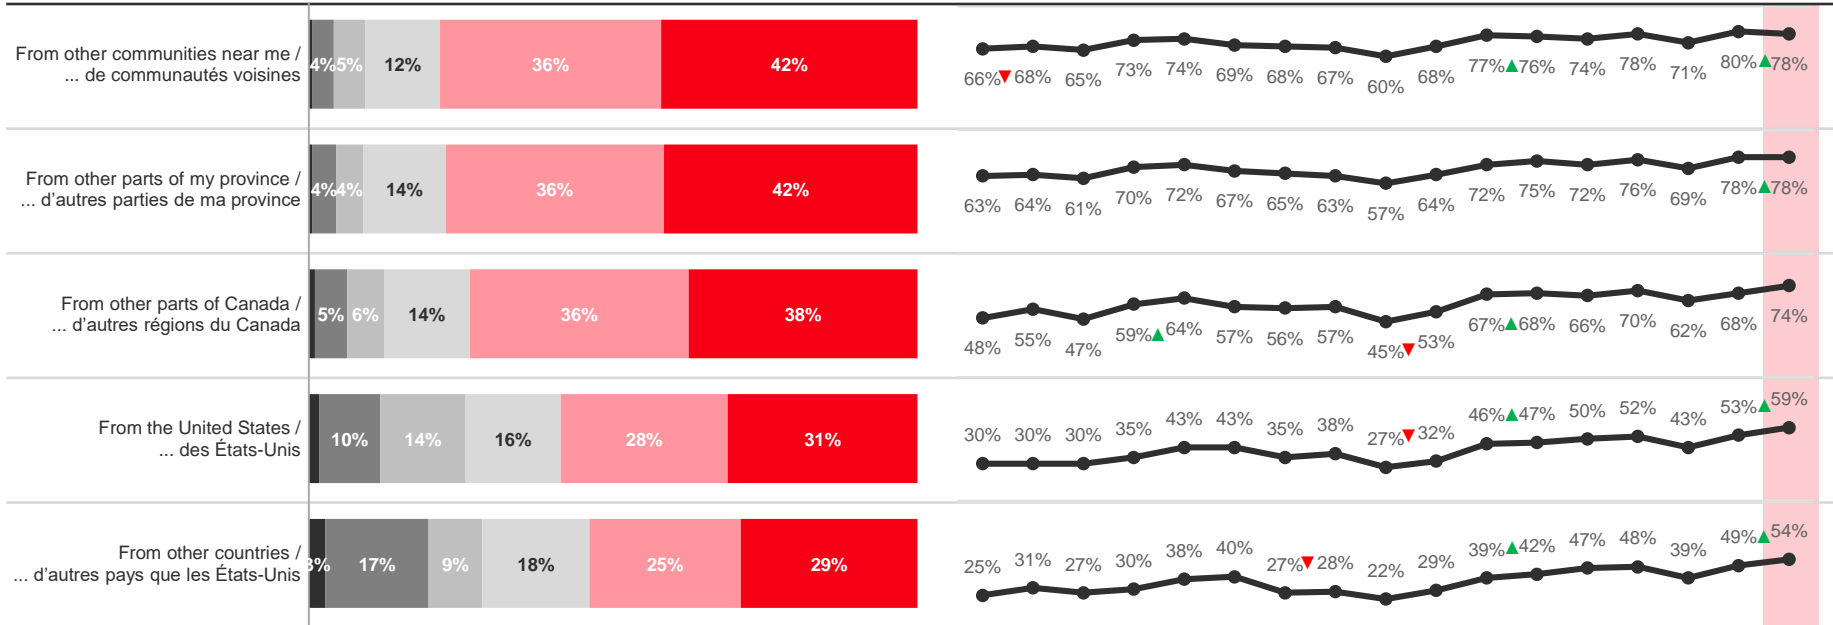 From other communities near me /
... de communautés voisines
4% 5% 12% 36% 42%
66% 68% 65% 73% 74% 69% 68% 67% 60% 68% 77% 76% 74% 78% 71% 80% 78%
From other parts of my province /
... d'autres parties de ma province
4% 4% 14% 36% 42%
63% 64% 61% 70% 72% 67% 65% 63% 57% 64% 72% 75% 72% 76% 69% 78% 78%
From other parts of Canada /
... d'autres régions du Canada
5% 6% 14% 36% 38%
48% 55% 47% 59% 64% 57% 56% 57% 45% 53% 67% 68% 66% 70% 62% 68% 74%
From the United States /
... des États-Unis
10% 14% 16% 28% 31%
30% 30% 30% 35% 43% 43% 35% 38% 27% 32% 46% 47% 50% 52% 43% 53% 59%
From other countries /
... d'autres pays que les États-Unis
3% 17% 9% 18% 25% 29%
25% 31% 27% 30% 38% 40% 27% 28% 22% 29% 39% 42% 47% 48% 39% 49% 54%